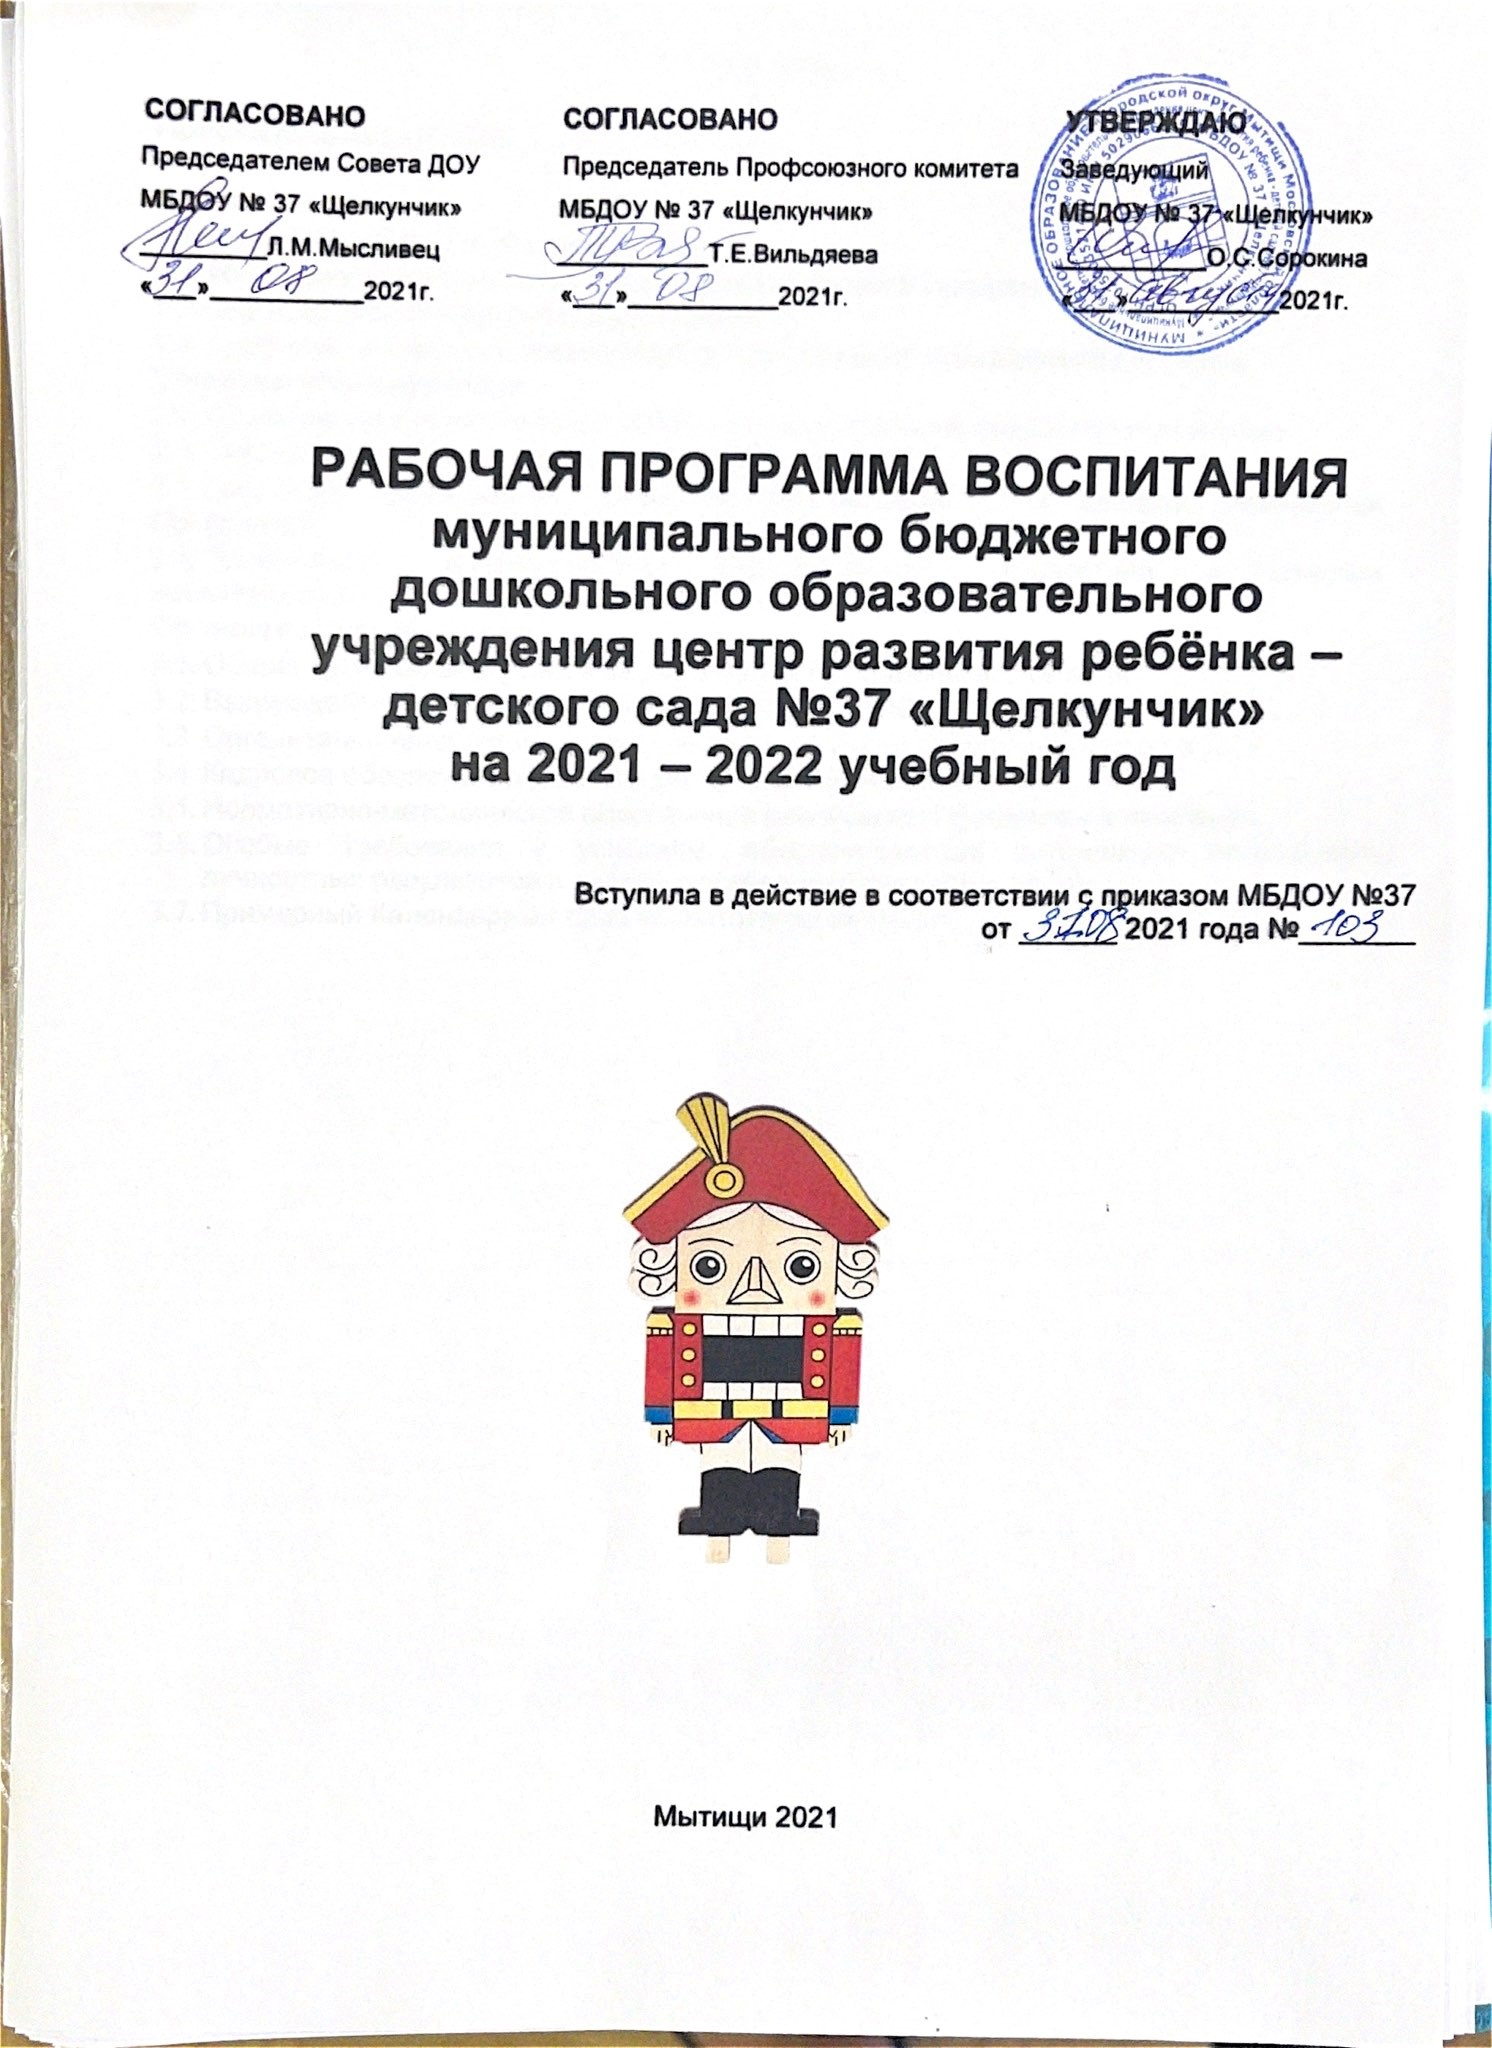 СОГЛАСОВАНО
Председателем Совета ДОУ
МБДОУ № 37 «Щелкунчик»
Л.М.Мысливец
«31» 08 2021г.
СОГЛАСОВАНО
Председатель Профсоюзного комитета
МБДОУ № 37 «Щелкунчик»
Т.Е.Вильдяева
«31» 08 2021г.
УТВЕРЖДАЮ
Заведующий
МБДОУ № 37 «Щелкунчик»
О.С.Сорокина
«31» августа 2021г.
РАБОЧАЯ ПРОГРАММА ВОСПИТАНИЯ
муниципального бюджетного
дошкольного образовательного
учреждения центр развития ребёнка –
детского сада №37 «Щелкунчик»
на 2021 – 2022 учебный год
Вступила в действие в соответствии с приказом МБДОУ №37
от 31.08 2021 года № 103
Мытищи 2021